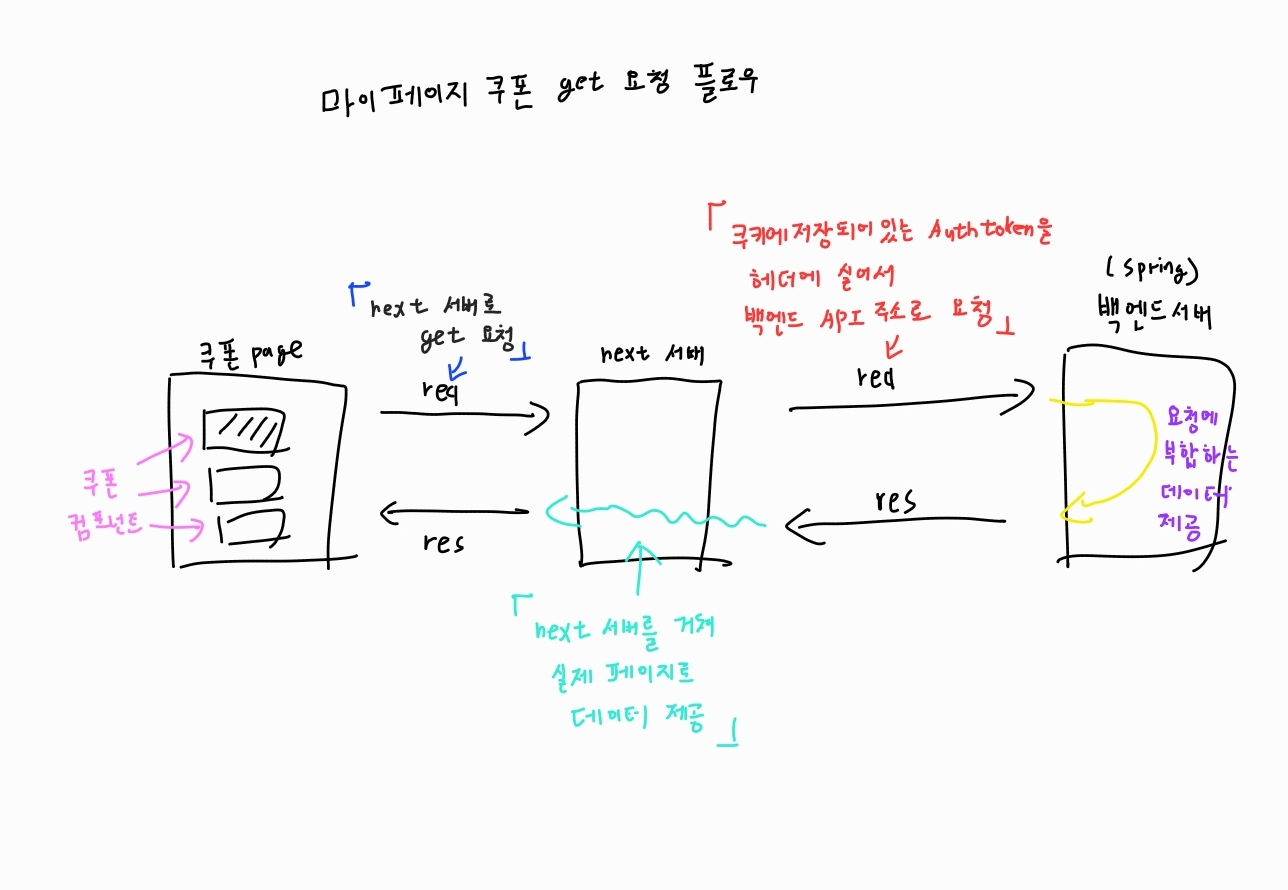 마이페이지 쿠폰 get 요청 플로우
「쿠키에저장되어있는 Auth token을
헤더에 실어서
백엔드 API 주소로 요청」
(spring)
백엔드서버
「next 서버로
get 요청」
쿠폰 page
next 서버
req
req
요청에
부합하는
데이터
제공
쿠폰
컴포넌트
res
res
「next 서버를 거쳐
실제 페이지로
데이터 제공」